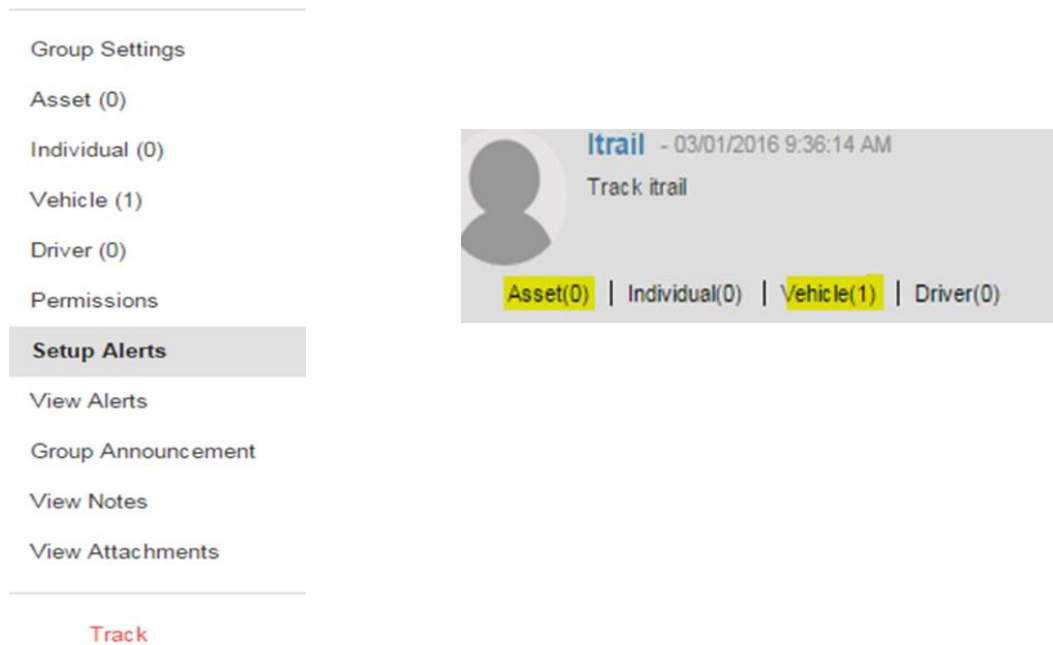 Group Settings
Asset (0)
Individual (0)
Vehicle (1)
Driver (0)
Permissions
Setup Alerts
View Alerts
Group Announcement
View Notes
View Attachments
Track
Itrail - 03/01/2016 9:36:14 AM
Track itrail
Asset(0) | Individual(0) | Vehicle(1) | Driver(0)